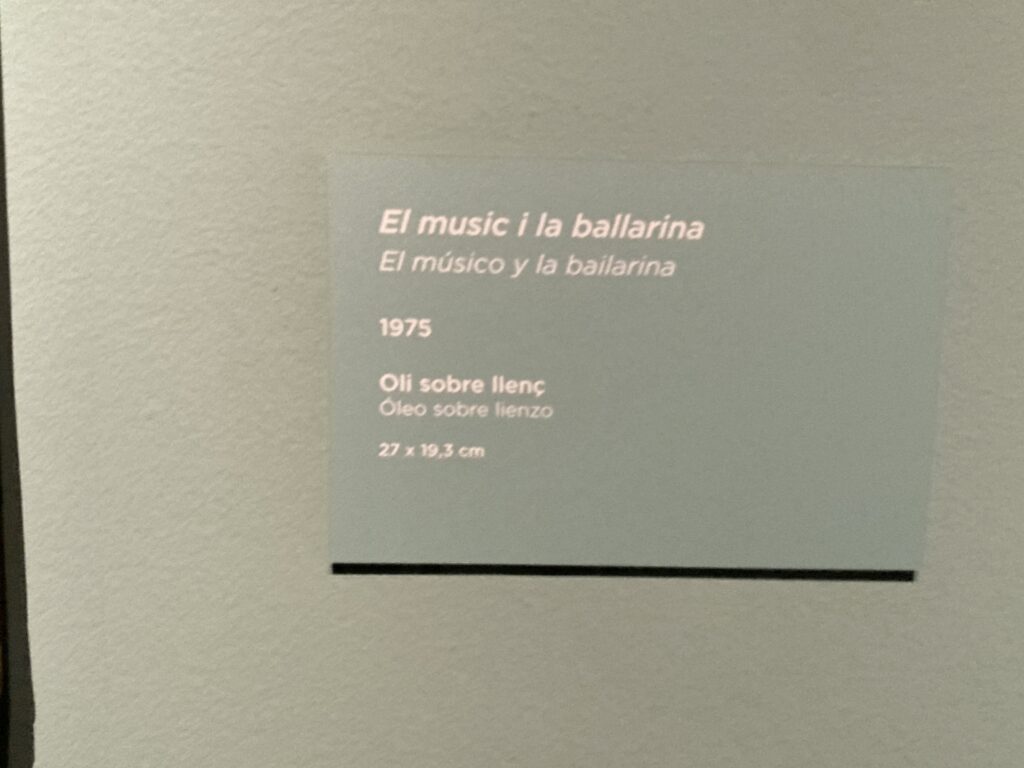 El music i la ballarina
El músico y la bailarina
1975
Oli sobre llenç
Óleo sobre lienzo
27 x 19,3 cm